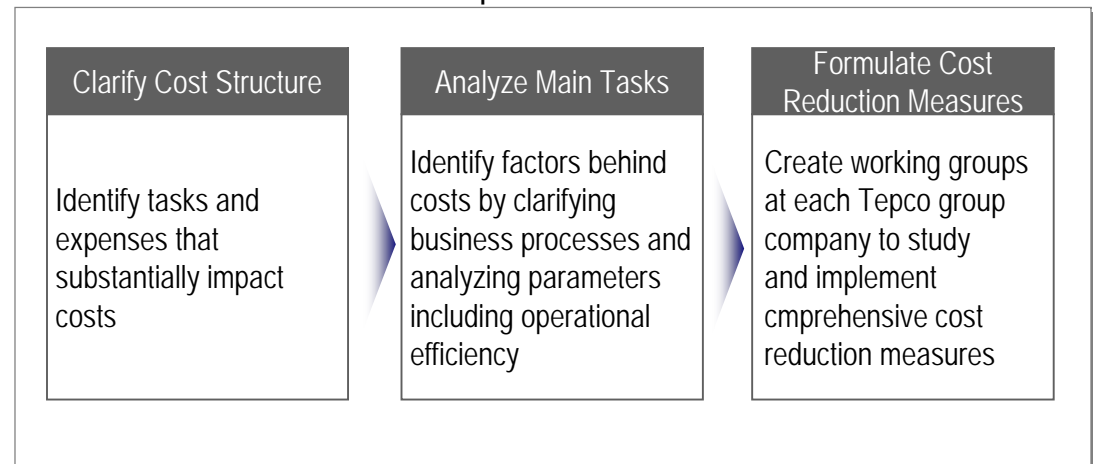 Clarify Cost Structure
Identify tasks and
expenses that
substantially impact
costs
Analyze Main Tasks
Identify factors behind
costs by clarifying
business processes and
analyzing parameters
including operational
efficiency
Formulate Cost
Reduction Measures
Create working groups
at each Tepco group
company to study
and implement
cmprehensive cost
reduction measures